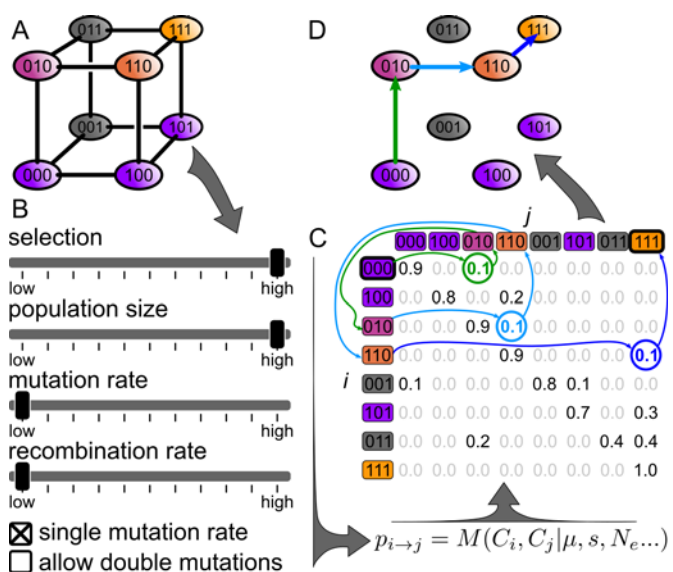 A
011
111
010
110
001
101
000
100
B
selection
low
high
population size
low
high
mutation rate
low
high
recombination rate
low
high
single mutation rate
allow double mutations
D
011
111
010
110
001
101
000
100
C
j
000 100 010 110 001 101 011 111
000 0.9 0.0 0.1 0.0 0.0 0.0 0.0 0.0
100 0.0 0.8 0.0 0.2 0.0 0.0 0.0 0.0
010 0.0 0.0 0.9 0.1 0.0 0.0 0.0 0.0
110 0.0 0.0 0.0 0.9 0.0 0.0 0.0 0.1
i
001 0.1 0.0 0.0 0.0 0.8 0.1 0.0 0.0
101 0.0 0.0 0.0 0.0 0.0 0.7 0.0 0.3
011 0.0 0.0 0.2 0.0 0.0 0.0 0.4 0.4
111 0.0 0.0 0.0 0.0 0.0 0.0 0.0 1.0
p_{i→j} = M(C_i, C_j|μ, s, N_e...)